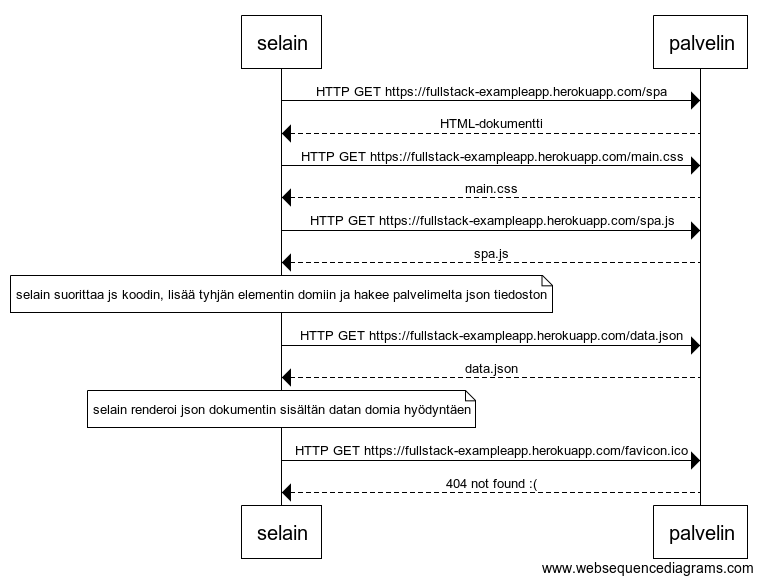 selain
palvelin
HTTP GET https://fullstack-exampleapp.herokuapp.com/spa
HTML-dokumentti
HTTP GET https://fullstack-exampleapp.herokuapp.com/main.css
main.css
HTTP GET https://fullstack-exampleapp.herokuapp.com/spa.js
spa.js
selain suorittaa js koodin, lisää tyhjän elementin domiin ja hakee palvelimelta json tiedoston
HTTP GET https://fullstack-exampleapp.herokuapp.com/data.json
data.json
selain renderoi json dokumentin sisältän datan domia hyödyntäen
HTTP GET https://fullstack-exampleapp.herokuapp.com/favicon.ico
404 not found :(
selain
palvelin
www.websequencediagrams.com